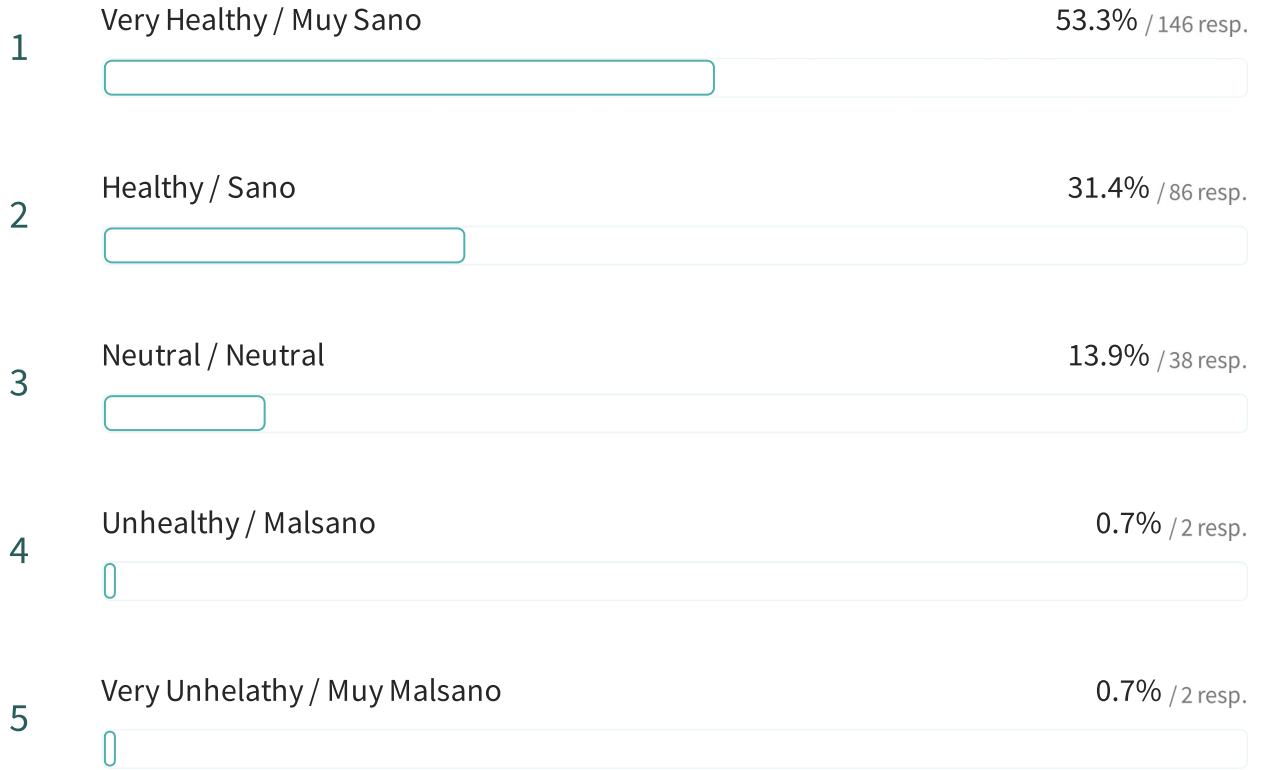 1
Very Healthy / Muy Sano 53.3% / 146 resp.
2
Healthy / Sano 31.4% / 86 resp.
3
Neutral / Neutral 13.9% / 38 resp.
4
Unhealthy / Malsano 0.7% / 2 resp.
5
Very Unhelathy / Muy Malsano 0.7% / 2 resp.